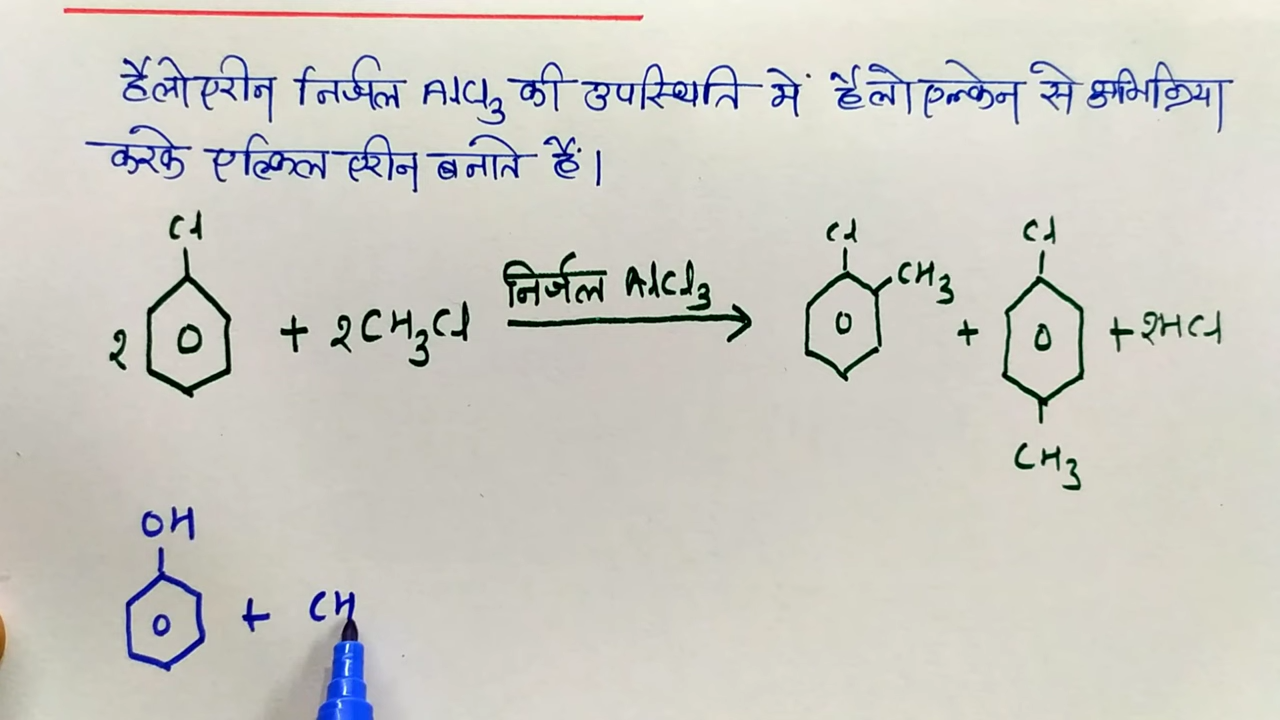 हैलोएरीन निर्जल AlCl3 की उपस्थिति में हैलोएल्केन से अभिक्रिया
करके एल्किल एरीन बनाते हैं।
Cl
Cl
Cl
निर्जल AlCl3
CH3
2
+ 2CH3Cl
+
+ 2HCl
CH3
OH
+ CH